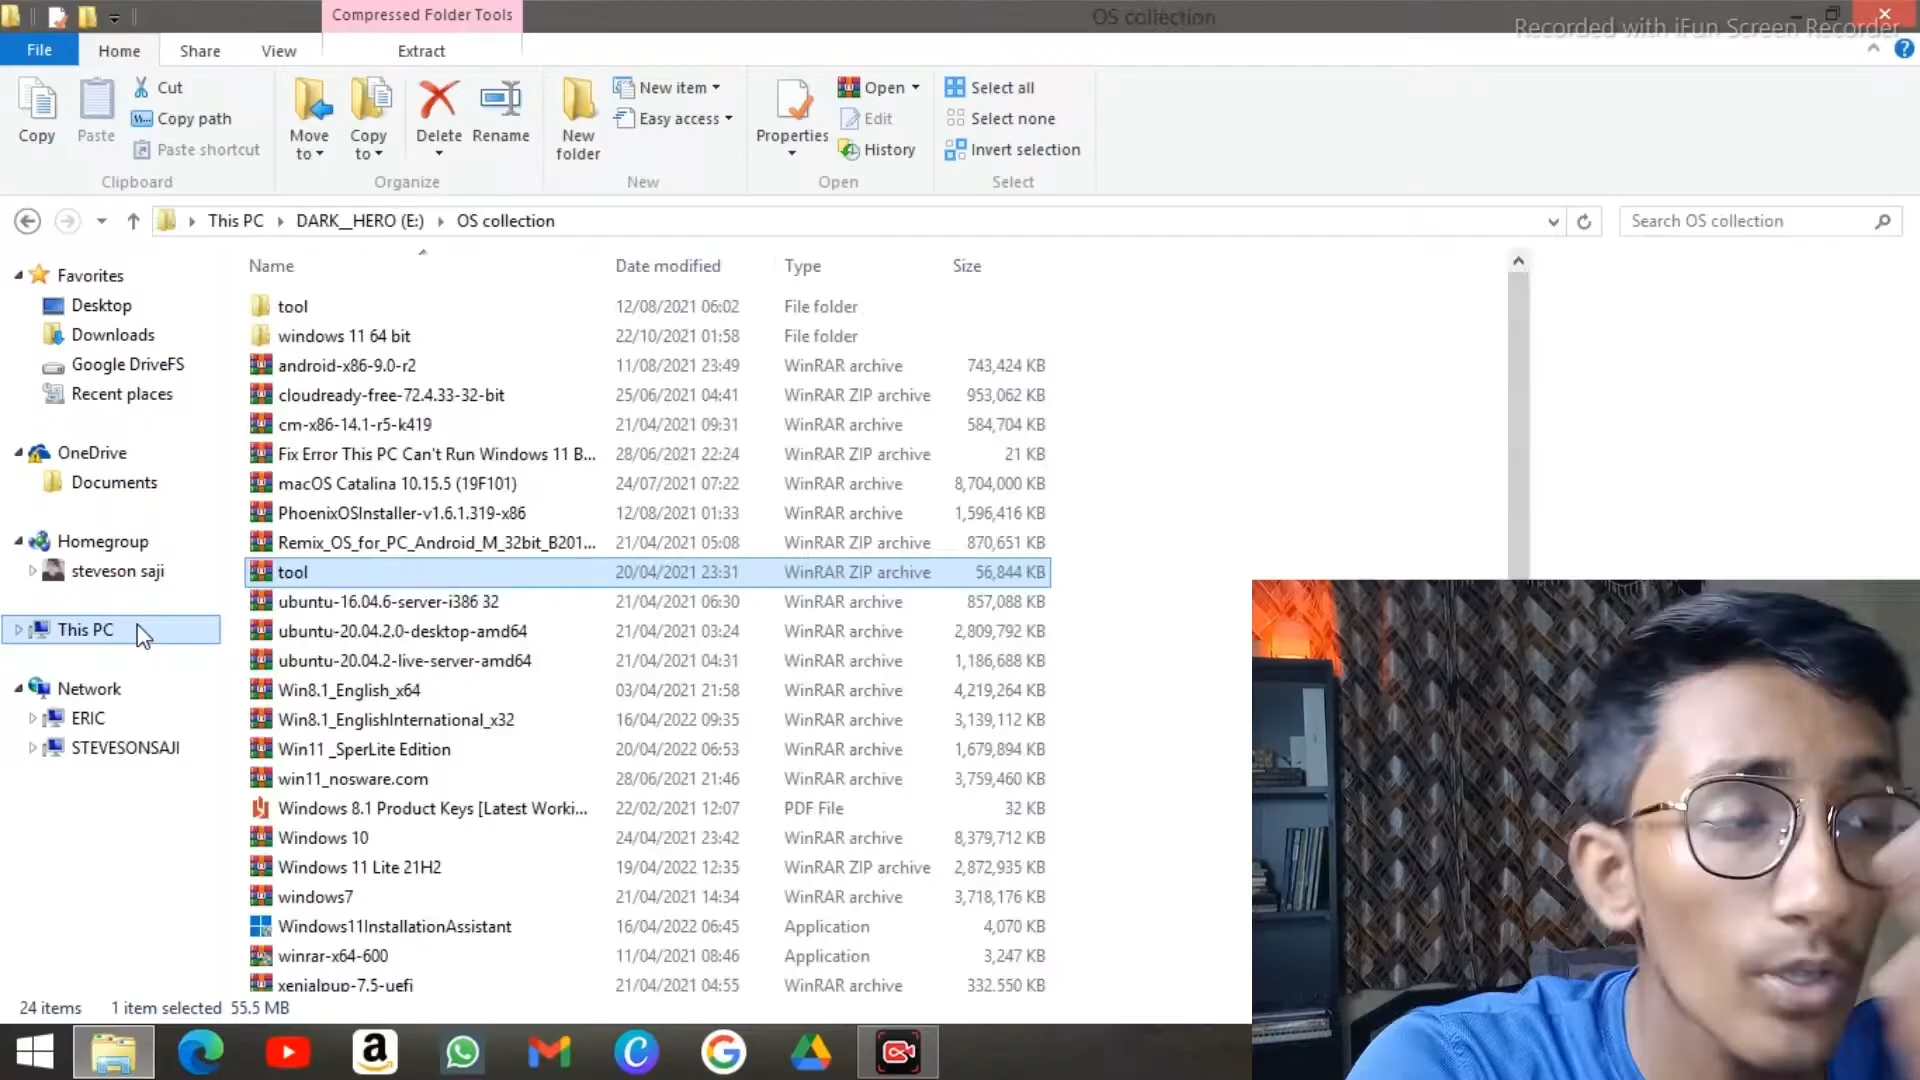 Compressed Folder Tools
OS collection
Recorded with iFun Screen Recorder
File
Home
Share
View
Extract
Copy
Paste
Cut
Copy path
Paste shortcut
Clipboard
Move to
Copy to
Delete
Rename
Organize
New folder
New item
Easy access
New
Properties
Open
Edit
History
Open
Select all
Select none
Invert selection
Select
This PC
DARK__HERO (E:)
OS collection
Search OS collection
Favorites
Desktop
Downloads
Google DriveFS
Recent places
OneDrive
Documents
Homegroup
steveson saji
This PC
Network
ERIC
STEVESONSAJI
Name Date modified Type Size
tool 12/08/2021 06:02 File folder
windows 11 64 bit 22/10/2021 01:58 File folder
android-x86-9.0-r2 11/08/2021 23:49 WinRAR archive 743,424 KB
cloudready-free-72.4.33-32-bit 25/06/2021 04:41 WinRAR ZIP archive 953,062 KB
cm-x86-14.1-r5-k419 21/04/2021 09:31 WinRAR archive 584,704 KB
Fix Error This PC Can't Run Windows 11 B... 28/06/2021 22:24 WinRAR ZIP archive 21 KB
macOS Catalina 10.15.5 (19F101) 24/07/2021 07:22 WinRAR archive 8,704,000 KB
PhoenixOSInstaller-v1.6.1.319-x86 12/08/2021 01:33 WinRAR archive 1,596,416 KB
Remix_OS_for_PC_Android_M_32bit_B201... 21/04/2021 05:08 WinRAR ZIP archive 870,651 KB
tool 20/04/2021 23:31 WinRAR ZIP archive 56,844 KB
ubuntu-16.04.6-server-i386 32 21/04/2021 06:30 WinRAR archive 857,088 KB
ubuntu-20.04.2.0-desktop-amd64 21/04/2021 03:24 WinRAR archive 2,809,792 KB
ubuntu-20.04.2-live-server-amd64 21/04/2021 04:31 WinRAR archive 1,186,688 KB
Win8.1_English_x64 03/04/2021 21:58 WinRAR archive 4,219,264 KB
Win8.1_EnglishInternational_x32 16/04/2022 09:35 WinRAR archive 3,139,112 KB
Win11 _SperLite Edition 20/04/2022 06:53 WinRAR archive 1,679,894 KB
win11_nosware.com 28/06/2021 21:46 WinRAR archive 3,759,460 KB
Windows 8.1 Product Keys [Latest Worki... 22/02/2021 12:07 PDF File 32 KB
Windows 10 24/04/2021 23:42 WinRAR archive 8,379,712 KB
Windows 11 Lite 21H2 19/04/2022 12:35 WinRAR ZIP archive 2,872,935 KB
windows7 21/04/2021 14:34 WinRAR archive 3,718,176 KB
Windows11InstallationAssistant 16/04/2022 06:45 Application 4,070 KB
winrar-x64-600 11/04/2021 08:46 Application 3,247 KB
xenialpup-7.5-uefi 21/04/2021 04:55 WinRAR archive 332,550 KB
24 items 1 item selected 55.5 MB